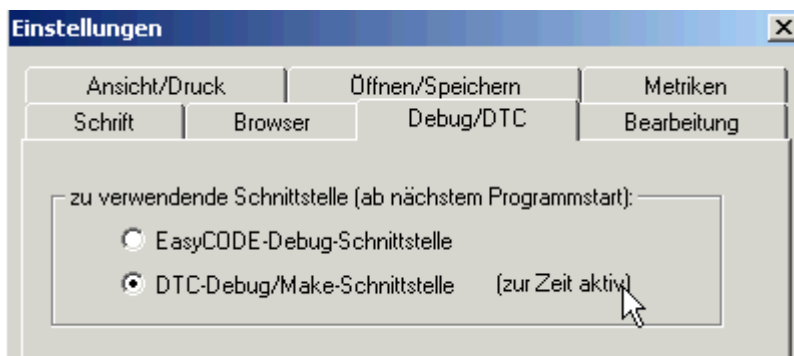 Einstellungen
Ansicht/Druck Öffnen/Speichern Metriken
Schrift Browser Debug/DTC Bearbeitung
zu verwendende Schnittstelle (ab nächstem Programmstart):
EasyCODE-Debug-Schnittstelle
DTC-Debug/Make-Schnittstelle (zur Zeit aktiv)